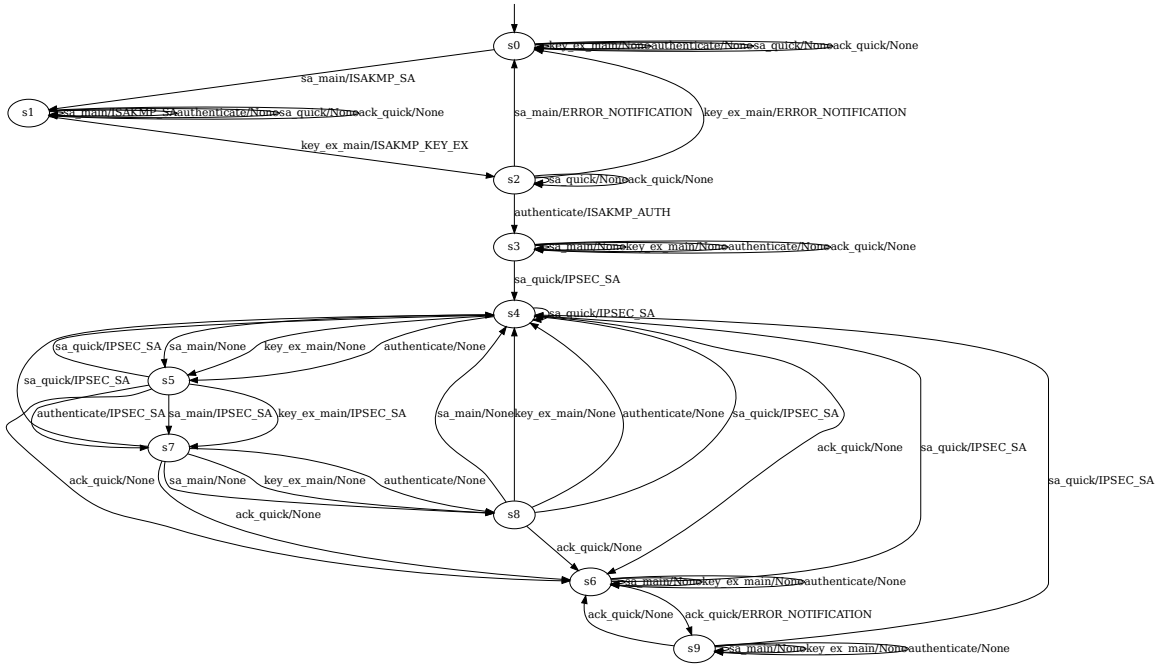 s0
key_ex_main/None
authenticate/None
sa_quick/None
ack_quick/None
sa_main/ISAKMP_SA
s1
sa_main/ISAKMP_SA
authenticate/None
sa_quick/None
ack_quick/None
sa_main/ERROR_NOTIFICATION
key_ex_main/ERROR_NOTIFICATION
key_ex_main/ISAKMP_KEY_EX
s2
sa_quick/None
ack_quick/None
authenticate/ISAKMP_AUTH
s3
sa_main/None
key_ex_main/None
authenticate/None
ack_quick/None
sa_quick/IPSEC_SA
s4
sa_quick/IPSEC_SA
sa_quick/IPSEC_SA
sa_main/None
key_ex_main/None
authenticate/None
s5
sa_quick/IPSEC_SA
authenticate/IPSEC_SA
sa_main/IPSEC_SA
key_ex_main/IPSEC_SA
sa_main/None
key_ex_main/None
authenticate/None
sa_quick/IPSEC_SA
ack_quick/None
sa_quick/IPSEC_SA
s7
ack_quick/None
sa_main/None
key_ex_main/None
authenticate/None
sa_quick/IPSEC_SA
ack_quick/None
s8
ack_quick/None
s6
sa_main/None
key_ex_main/None
authenticate/None
ack_quick/None
ack_quick/ERROR_NOTIFICATION
s9
sa_main/None
key_ex_main/None
authenticate/None